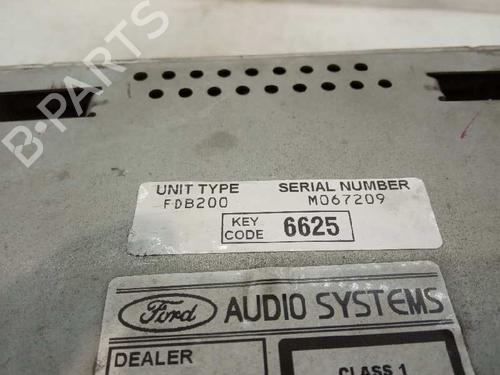 B-PARTS
UNIT TYPE SERIAL NUMBER
FDB200 M067209
KEY CODE 6625
Ford AUDIO SYSTEMS
DEALER
CLASS 1